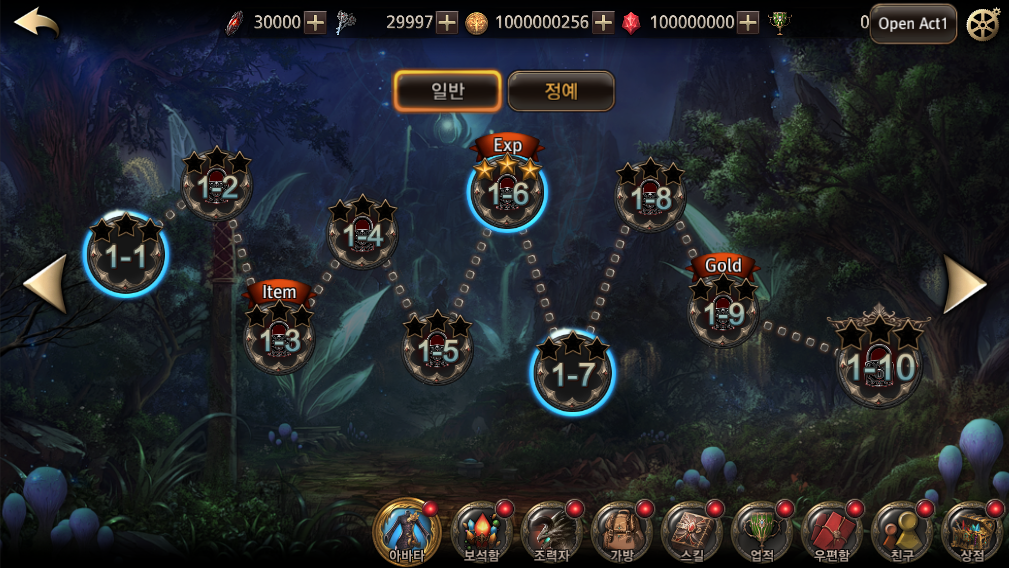 30000 29997 1000000256 100000000 0 Open Act1
일반 정예
Exp
1-1
1-2
Item
1-3
1-4
1-5
1-6
1-7
1-8
Gold
1-9
1-10
아바타 보석함 조력자 가방 스킬 업적 우편함 친구 상점